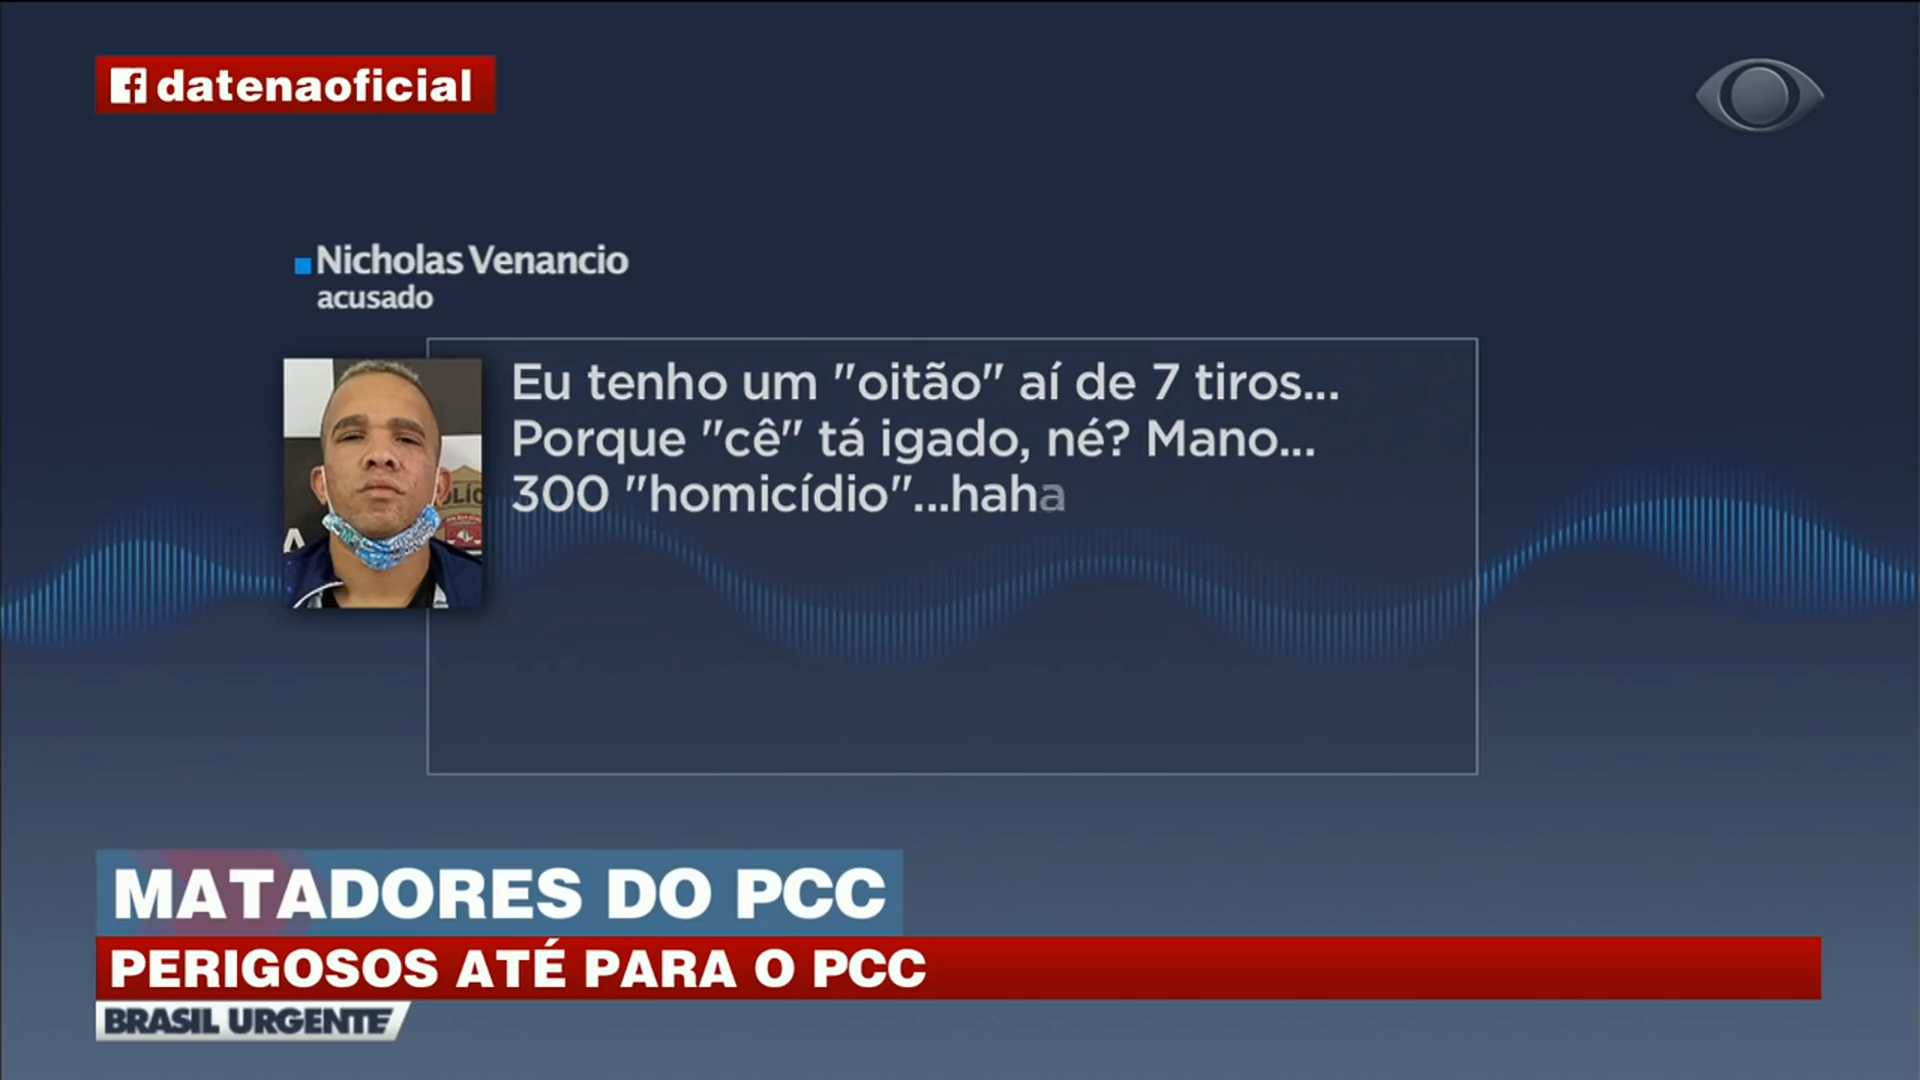 datenaoficial
Nicholas Venancio
acusado
Eu tenho um "oitão" aí de 7 tiros...
Porque "cê" tá igado, né? Mano...
300 "homicídio"...haha
MATADORES DO PCC
PERIGOSOS ATÉ PARA O PCC
BRASIL URGENTE